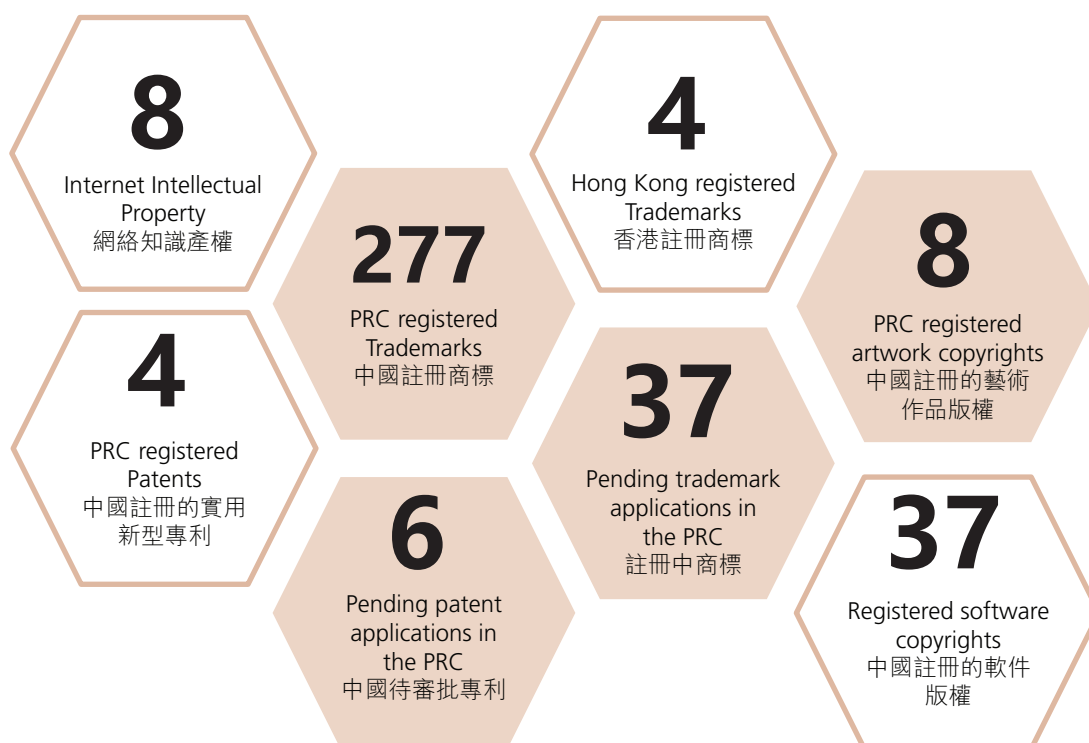 8
Internet Intellectual
Property
網絡知識產權
4
Hong Kong registered
Trademarks
香港註冊商標
277
PRC registered
Trademarks
中國註冊商標
8
PRC registered
artwork copyrights
中國註冊的藝術
作品版權
4
PRC registered
Patents
中國註冊的實用
新型專利
37
Pending trademark
applications in
the PRC
註冊中商標
6
Pending patent
applications in
the PRC
中國待審批專利
37
Registered software
copyrights
中國註冊的軟件
版權